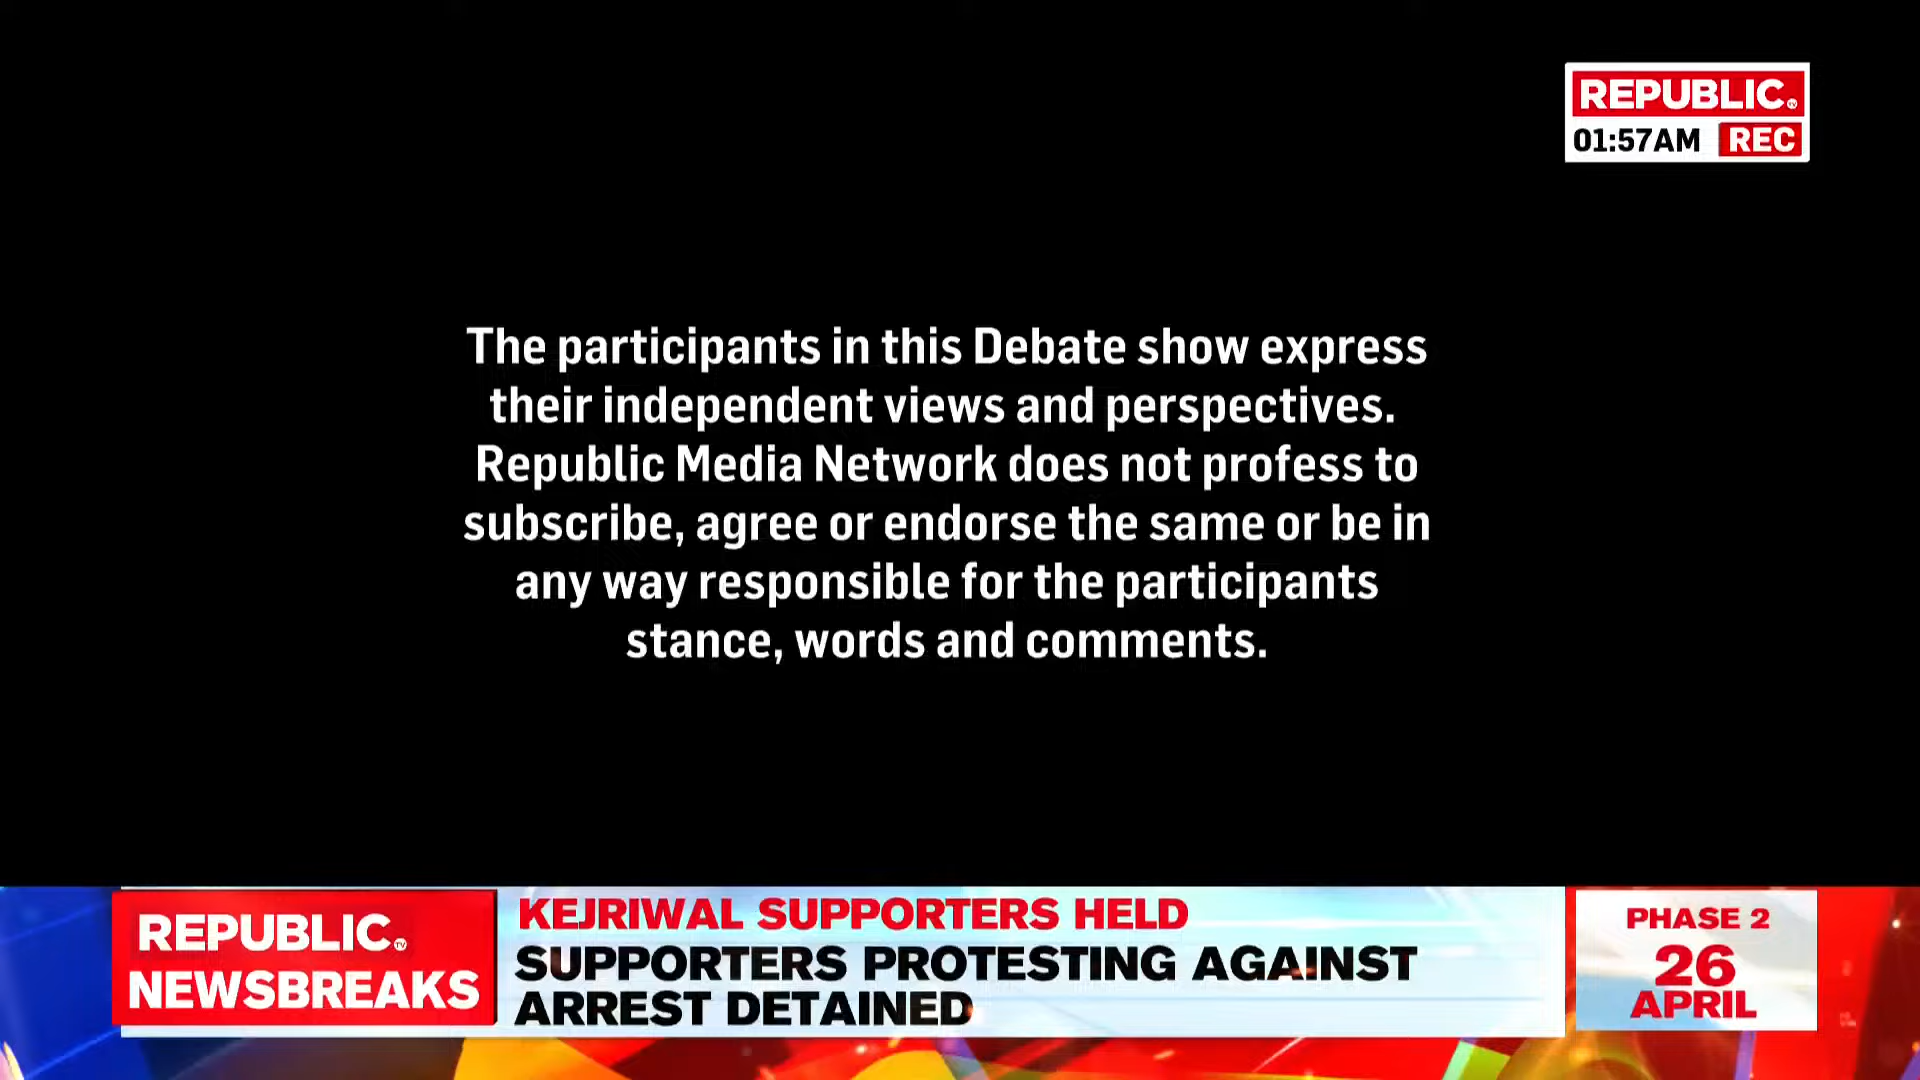 REPUBLIC.TV
01:57AM REC
The participants in this Debate show express
their independent views and perspectives.
Republic Media Network does not profess to
subscribe, agree or endorse the same or be in
any way responsible for the participants
stance, words and comments.
REPUBLIC.TV
NEWSBREAKS
KEJRIWAL SUPPORTERS HELD
SUPPORTERS PROTESTING AGAINST
ARREST DETAINED
PHASE 2
26
APRIL